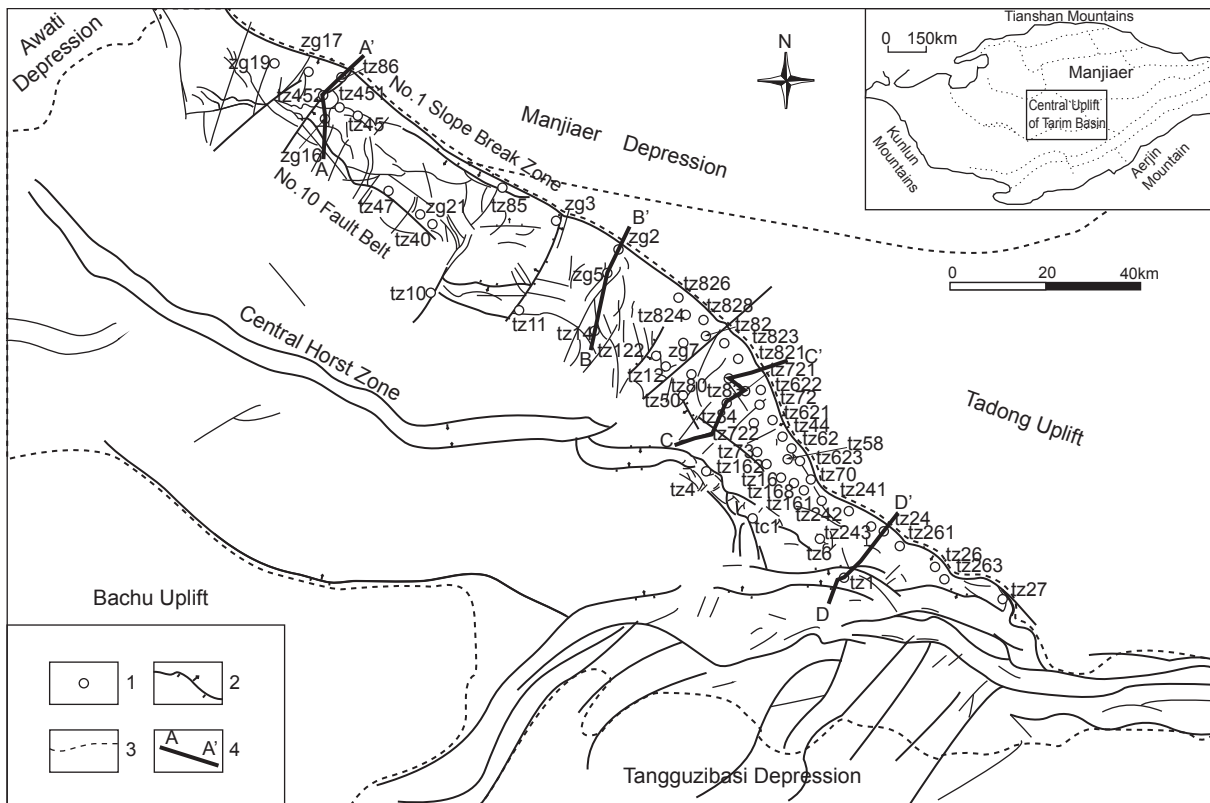 Awati
Depression
zg17
A'
tz86
zg19
tz452
tz451
tz45
zg16
A
No.1 Slope Break Zone
No.10 Fault Belt
Manjiaer Depression
N
Tianshan Mountains
0 150km
Manjiaer
Central Uplift
of Tarim Basin
Kunlun
Mountains
Aerjin
Mountain
tz47
zg21
tz40
tz85
zg3
B'
zg2
zg5
tz10
tz11
tz14
B
tz122
tz12
zg7
tz826
tz824
tz828
tz82
tz823
tz821
C'
tz721
tz622
tz80
tz83
tz72
tz50
tz84
tz621
tz44
C
tz722
tz62
tz58
tz73
tz623
tz162
tz70
tz4
tz16
tz168
tz161
tz241
tz242
D'
tz24
tc1
tz243
tz261
tz6
tz26
tz263
tz1
tz27
D
0 20 40km
Central Horst Zone
Tadong Uplift
Bachu Uplift
Tangguzibasi Depression
1
2
3
A
A'
4